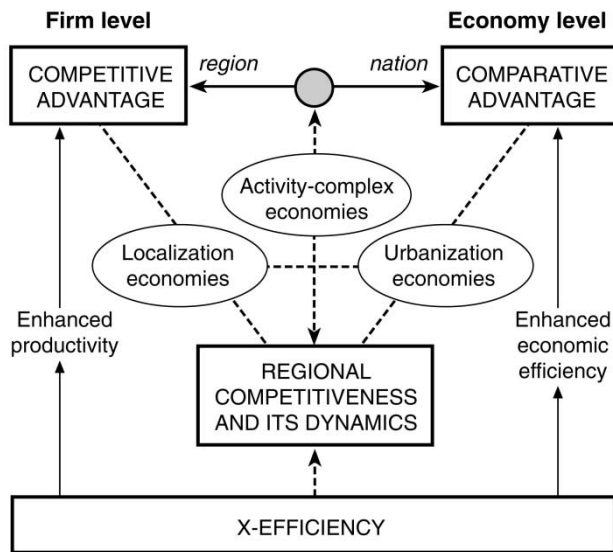 Firm level
Economy level
COMPETITIVE
ADVANTAGE
region
nation
COMPARATIVE
ADVANTAGE
Activity-complex
economies
Localization
economies
Urbanization
economies
Enhanced
productivity
Enhanced
economic
efficiency
REGIONAL
COMPETITIVENESS
AND ITS DYNAMICS
X-EFFICIENCY